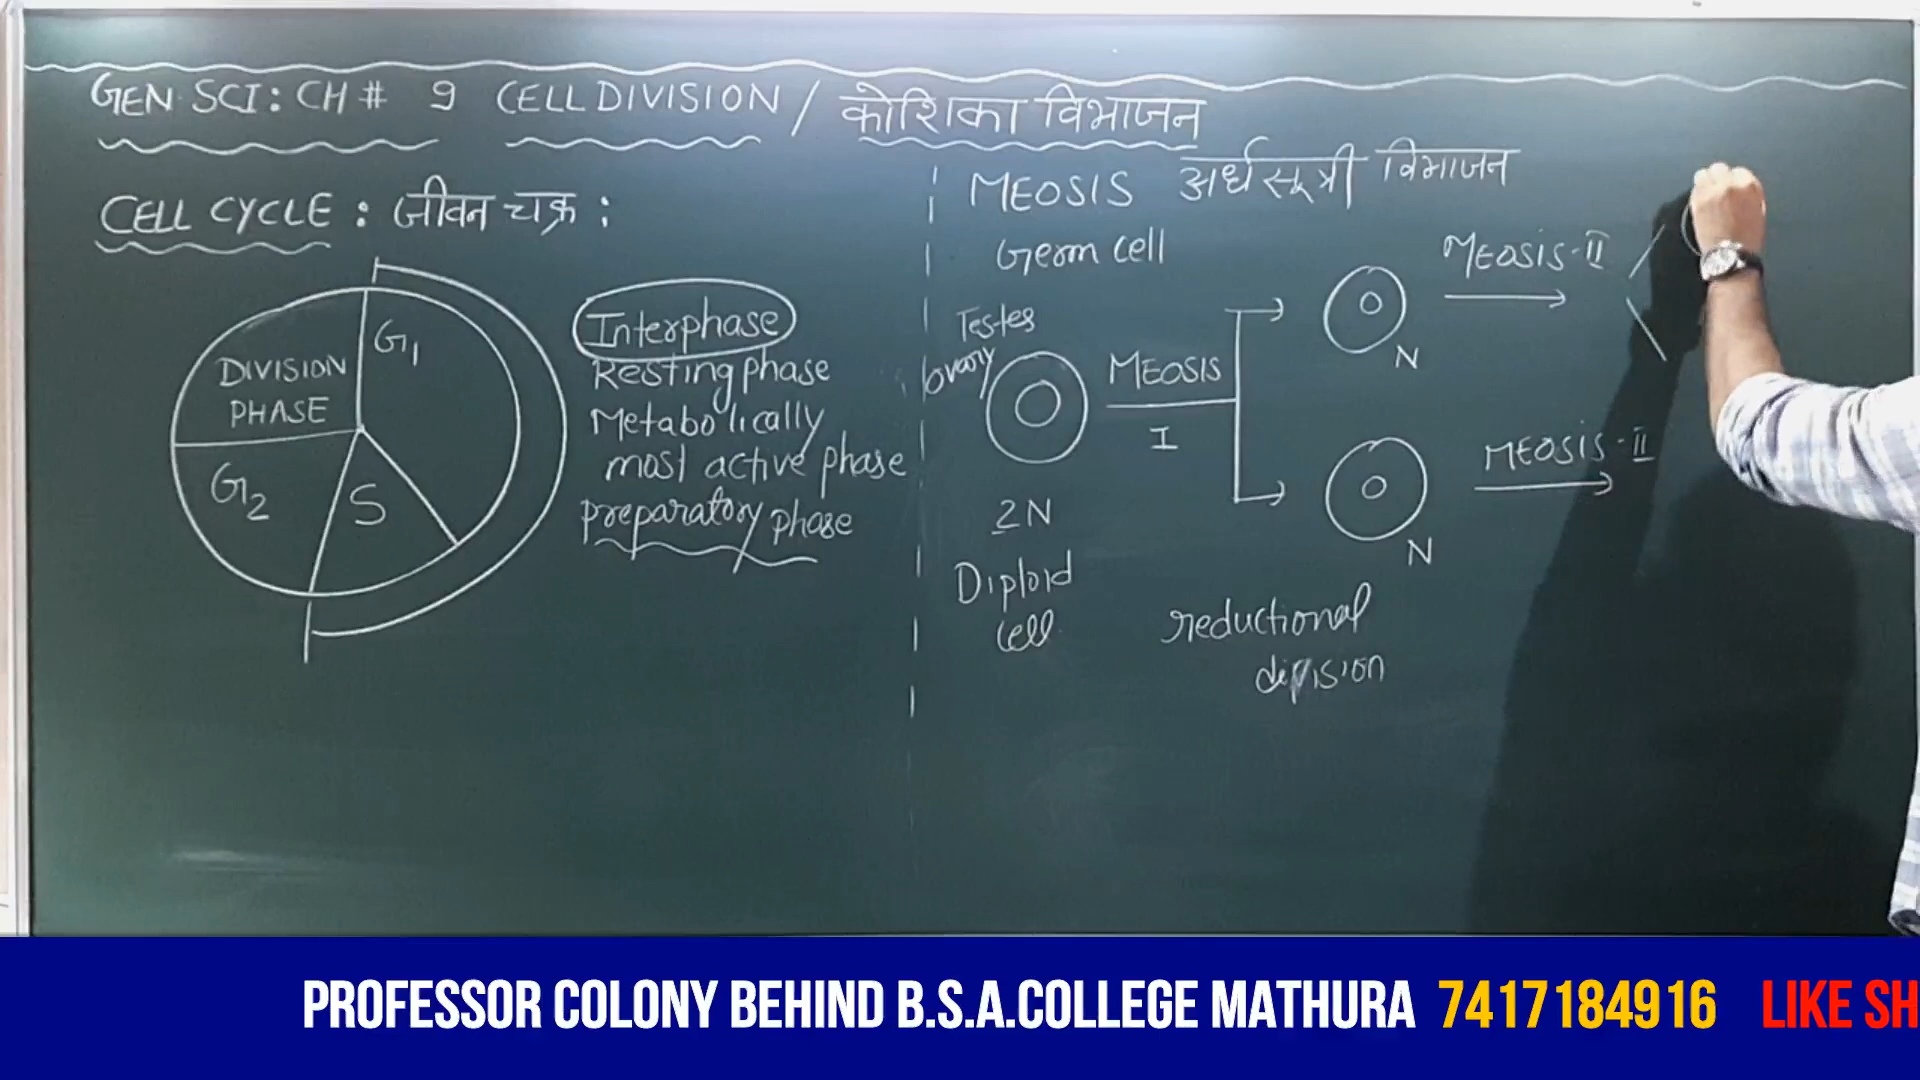 GEN SCI: CH # 9 CELL DIVISION / कोशिका विभाजन
CELL CYCLE : जीवन चक्र :
DIVISION
PHASE
G1
G2
S
Interphase
Resting phase
Metabolically
most active phase
preparatory phase
MEOSIS अर्धसूत्री विभाजन
Germ cell
Testes
ovary
2N
Diploid
cell
MEOSIS
I
N
N
reductional
division
MEOSIS-II
MEOSIS-II
PROFESSOR COLONY BEHIND B.S.A.COLLEGE MATHURA 7417184916 LIKE SH